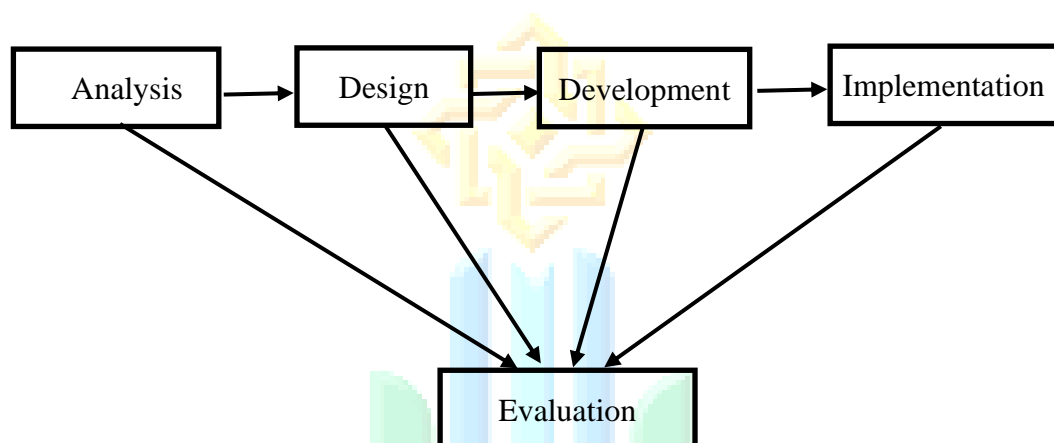 Analysis
Design
Development
Implementation
Evaluation